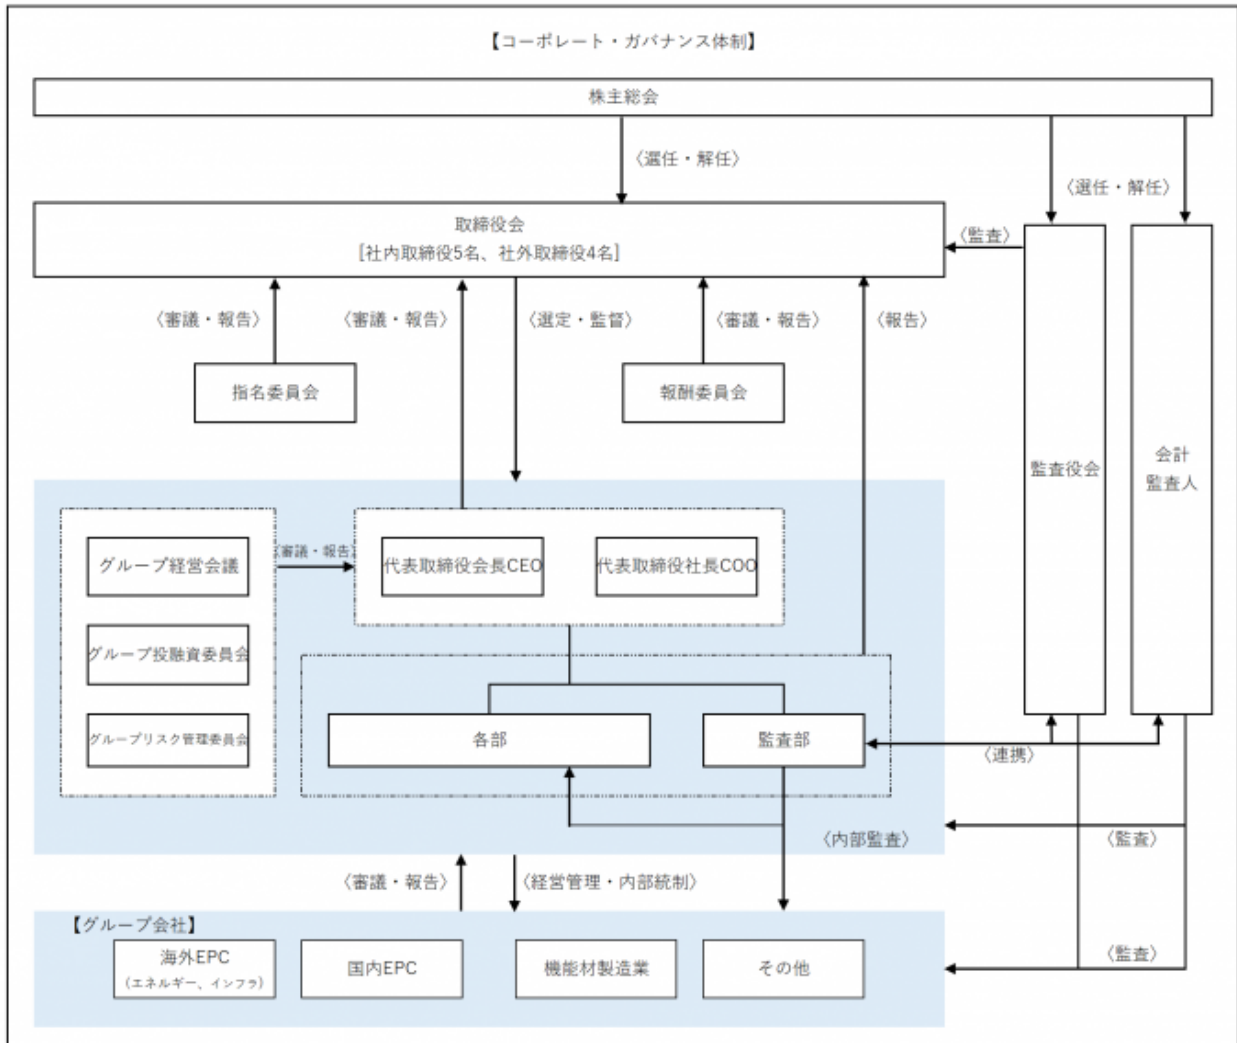 【コーポレート・ガバナンス体制】
株主総会
〈選任・解任〉
〈選任・解任〉
取締役会
[社内取締役5名、社外取締役4名]
〈監査〉
〈審議・報告〉
〈審議・報告〉
〈選定・監督〉
〈審議・報告〉
〈報告〉
指名委員会
報酬委員会
監査役会
会計
監査人
グループ経営会議
〈審議・報告〉
代表取締役会長CEO
代表取締役社長COO
グループ投融資委員会
グループリスク管理委員会
各部
監査部
〈連携〉
〈内部監査〉
〈監査〉
〈審議・報告〉
〈経営管理・内部統制〉
【グループ会社】
海外EPC
（エネルギー、インフラ）
国内EPC
機能材製造業
その他
〈監査〉